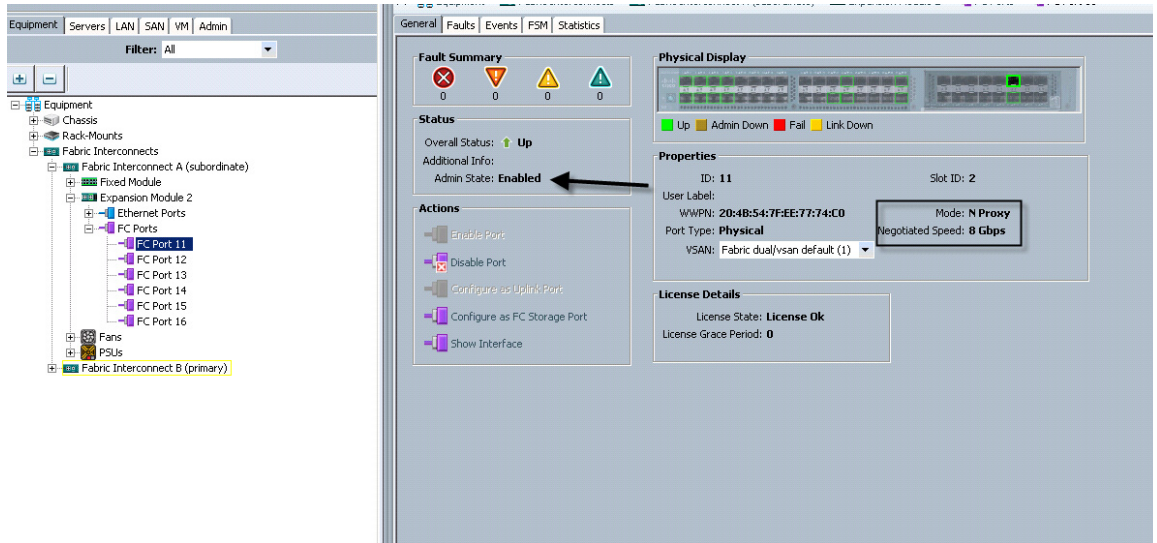 Equipment Servers LAN SAN VM Admin
Filter: All
Equipment
Chassis
Rack-Mounts
Fabric Interconnects
Fabric Interconnect A (subordinate)
Fixed Module
Expansion Module 2
Ethernet Ports
FC Ports
FC Port 11
FC Port 12
FC Port 13
FC Port 14
FC Port 15
FC Port 16
Fans
PSUs
Fabric Interconnect B (primary)
General Faults Events FSM Statistics
Fault Summary
0 0 0 0
Status
Overall Status: Up
Additional Info:
Admin State: Enabled
Actions
Enable Port
Disable Port
Configure as Uplink Port
Configure as FC Storage Port
Show Interface
Physical Display
Up Admin Down Fail Link Down
Properties
ID: 11 Slot ID: 2
User Label:
WWPN: 20:4B:54:7F:EE:77:74:C0 Mode: N Proxy
Port Type: Physical Negotiated Speed: 8 Gbps
VSAN: Fabric dual/vsan default (1)
License Details
License State: License Ok
License Grace Period: 0